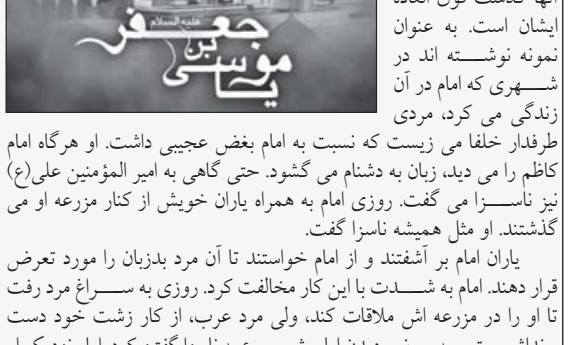 علیه‌السلام
جعفر
بن
موسی
یا
ایشان است. به عنوان
نمونه نوشته اند در
شهری که امام در آن
زندگی می کرد، مردی
طرفدار خلفا می زیست که نسبت به امام بغض عجیبی داشت. او هرگاه امام
کاظم را می دید، زبان به دشنام می گشود. حتی گاهی به امیر المؤمنین علی(ع)
نیز ناسزا می گفت. روزی امام به همراه یاران خویش از کنار مزرعه او می
گذشتند. او مثل همیشه ناسزا گفت.
یاران امام بر آشفتند و از امام خواستند تا آن مرد بدزبان را مورد تعرض
قرار دهند. امام به شدت با این کار مخالفت کرد. روزی به سراغ مرد رفت
تا او را در مزرعه اش ملاقات کند، ولی مرد عرب، از کار زشت خود دست